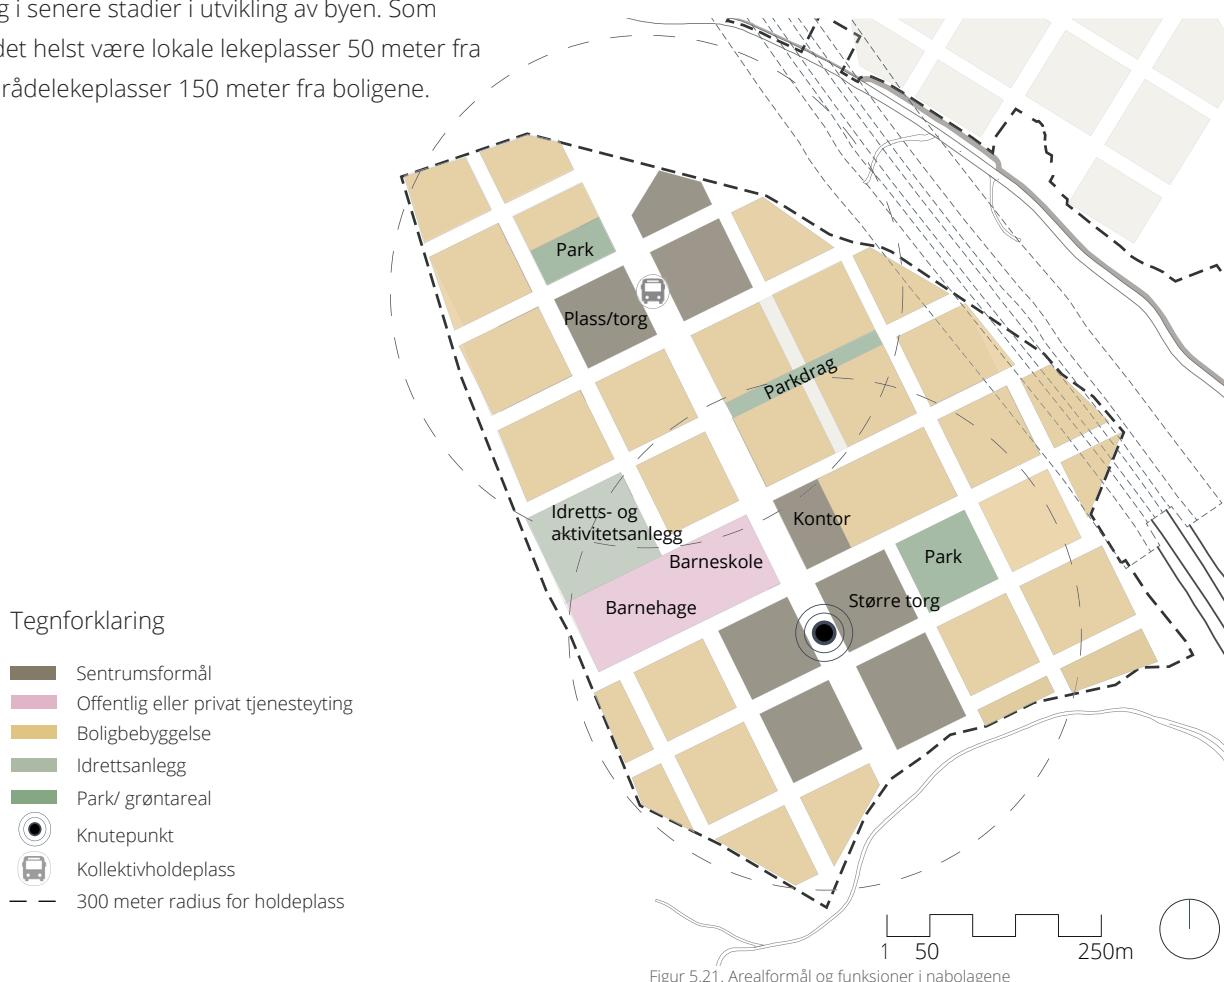 g i senere stadier i utvikling av byen. Som
det helst være lokale lekeplasser 50 meter fra
rådelekeplasser 150 meter fra boligene.
Park
Plass/torg
Parkdrag
Idretts- og
aktivitetsanlegg
Kontor
Barneskole
Park
Barnehage
Større torg
Tegnforklaring
Sentrumsformål
Offentlig eller privat tjenesteyting
Boligbebyggelse
Idrettsanlegg
Park/ grøntareal
Knutepunkt
Kollektivholdeplass
300 meter radius for holdeplass
1 50 250m
Figur 5.21. Arealformål og funksjoner i nabolagene